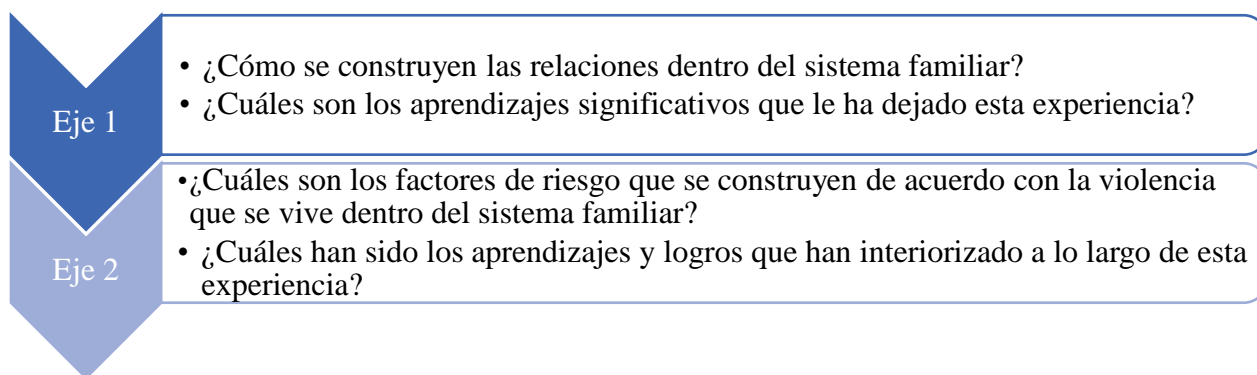 Eje 1
• ¿Cómo se construyen las relaciones dentro del sistema familiar?
• ¿Cuáles son los aprendizajes significativos que le ha dejado esta experiencia?
Eje 2
•¿Cuáles son los factores de riesgo que se construyen de acuerdo con la violencia
que se vive dentro del sistema familiar?
• ¿Cuáles han sido los aprendizajes y logros que han interiorizado a lo largo de esta
experiencia?